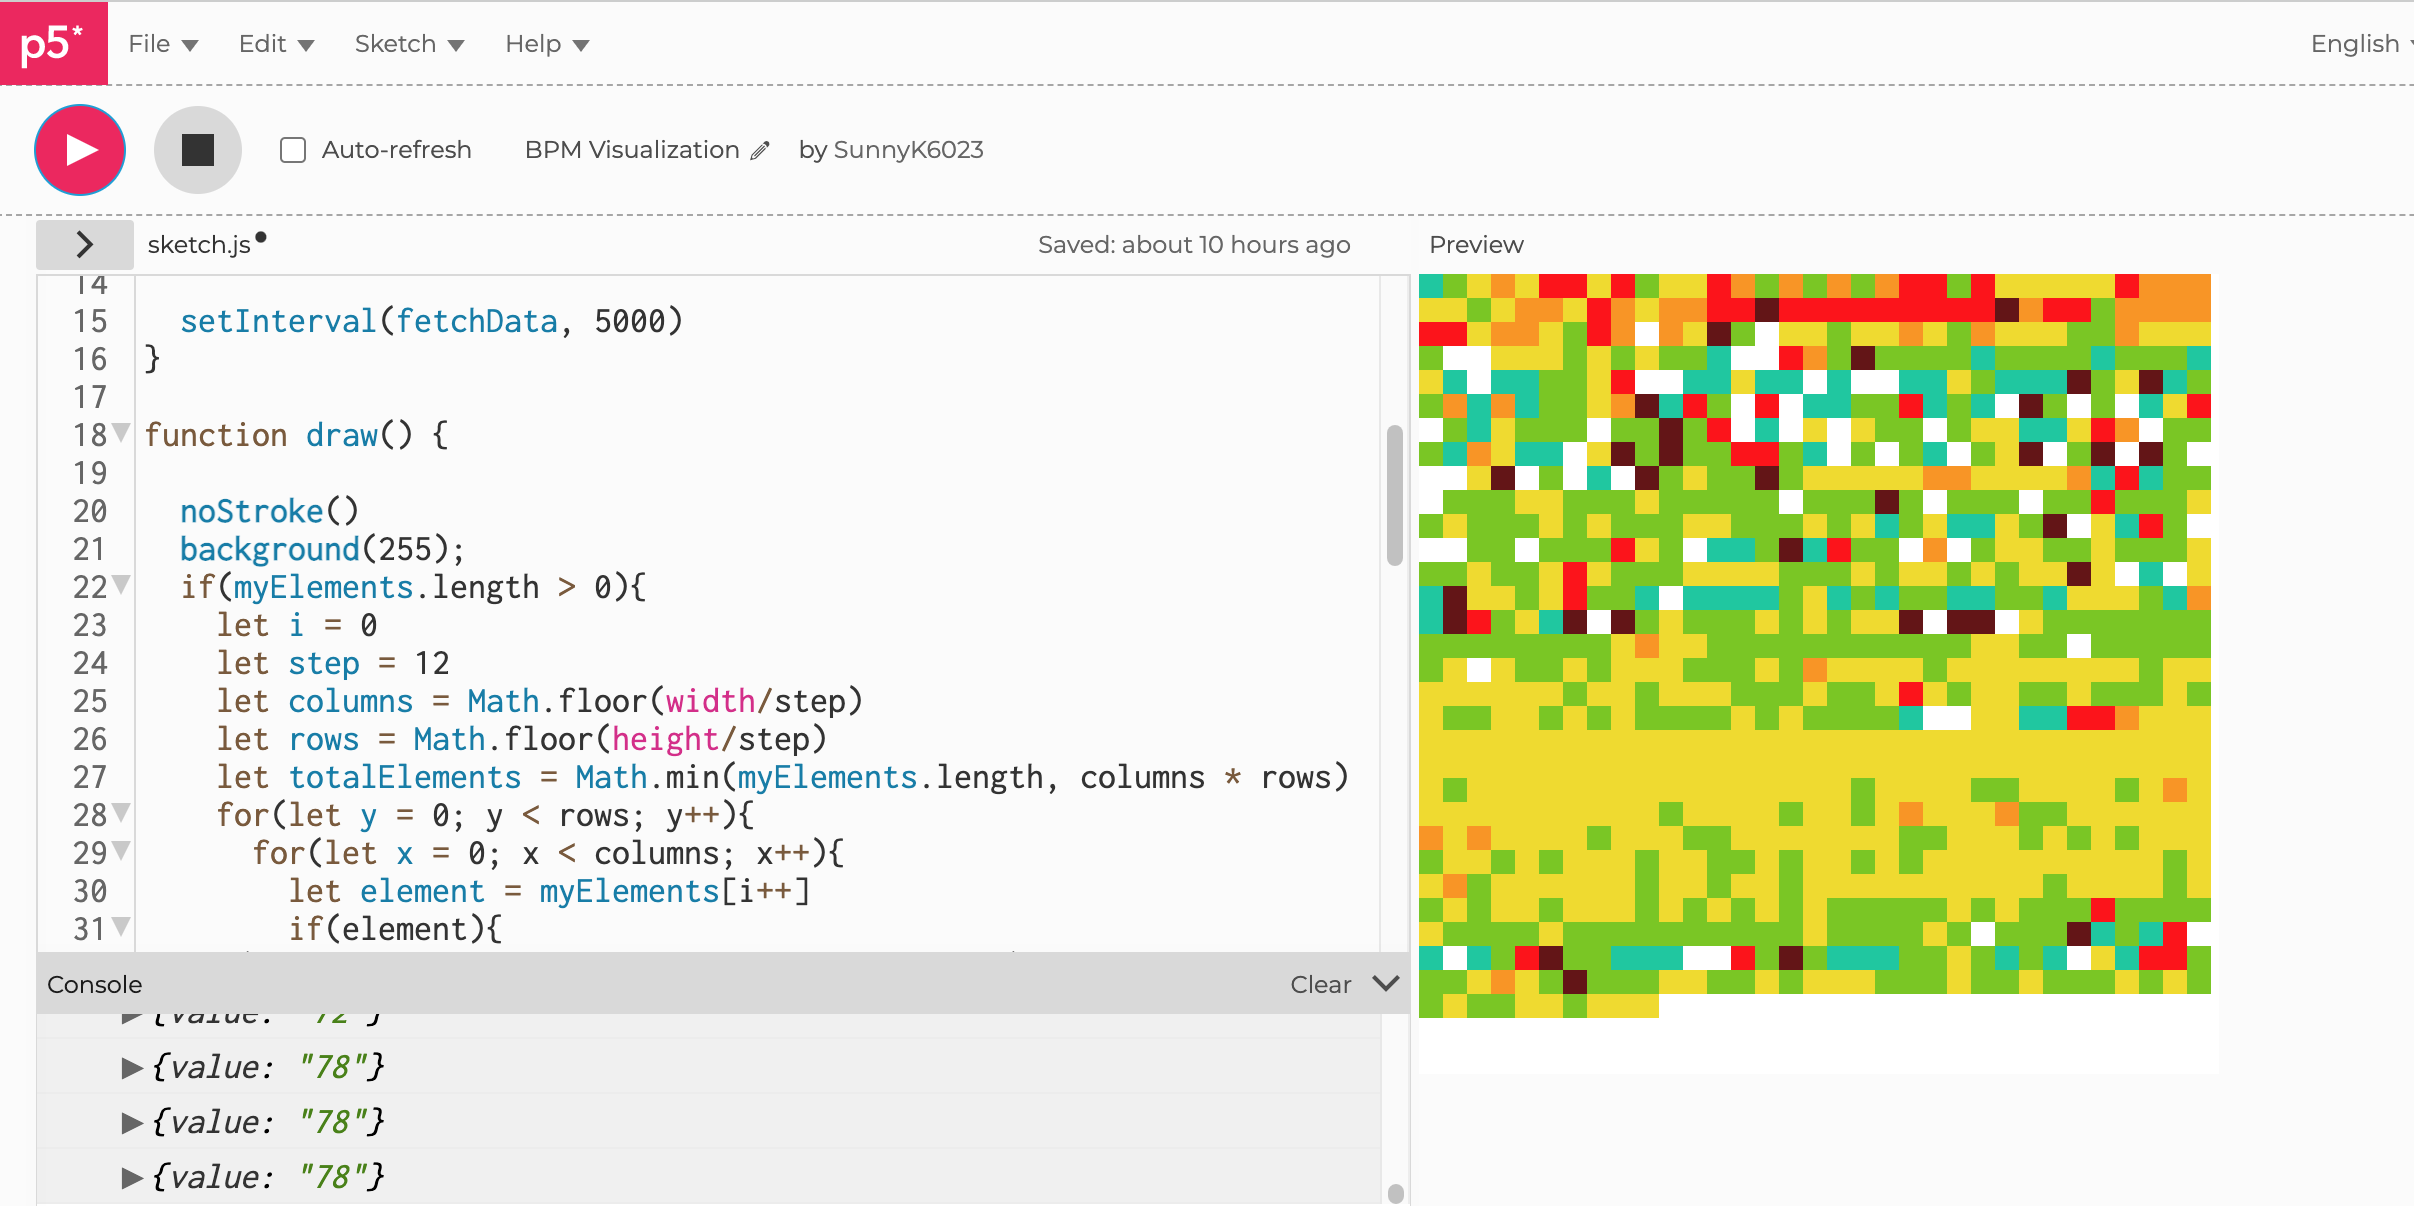 p5* File Edit Sketch Help English
Auto-refresh BPM Visualization by SunnyK6023
sketch.js Saved: about 10 hours ago Preview
14
15 setInterval(fetchData, 5000)
16 }
17
18 function draw() {
19
20 noStroke()
21 background(255);
22 if(myElements.length > 0){
23 let i = 0
24 let step = 12
25 let columns = Math.floor(width/step)
26 let rows = Math.floor(height/step)
27 let totalElements = Math.min(myElements.length, columns * rows)
28 for(let y = 0; y < rows; y++){
29 for(let x = 0; x < columns; x++){
30 let element = myElements[i++]
31 if(element){
Console Clear
{value: "72"}
{value: "78"}
{value: "78"}
{value: "78"}